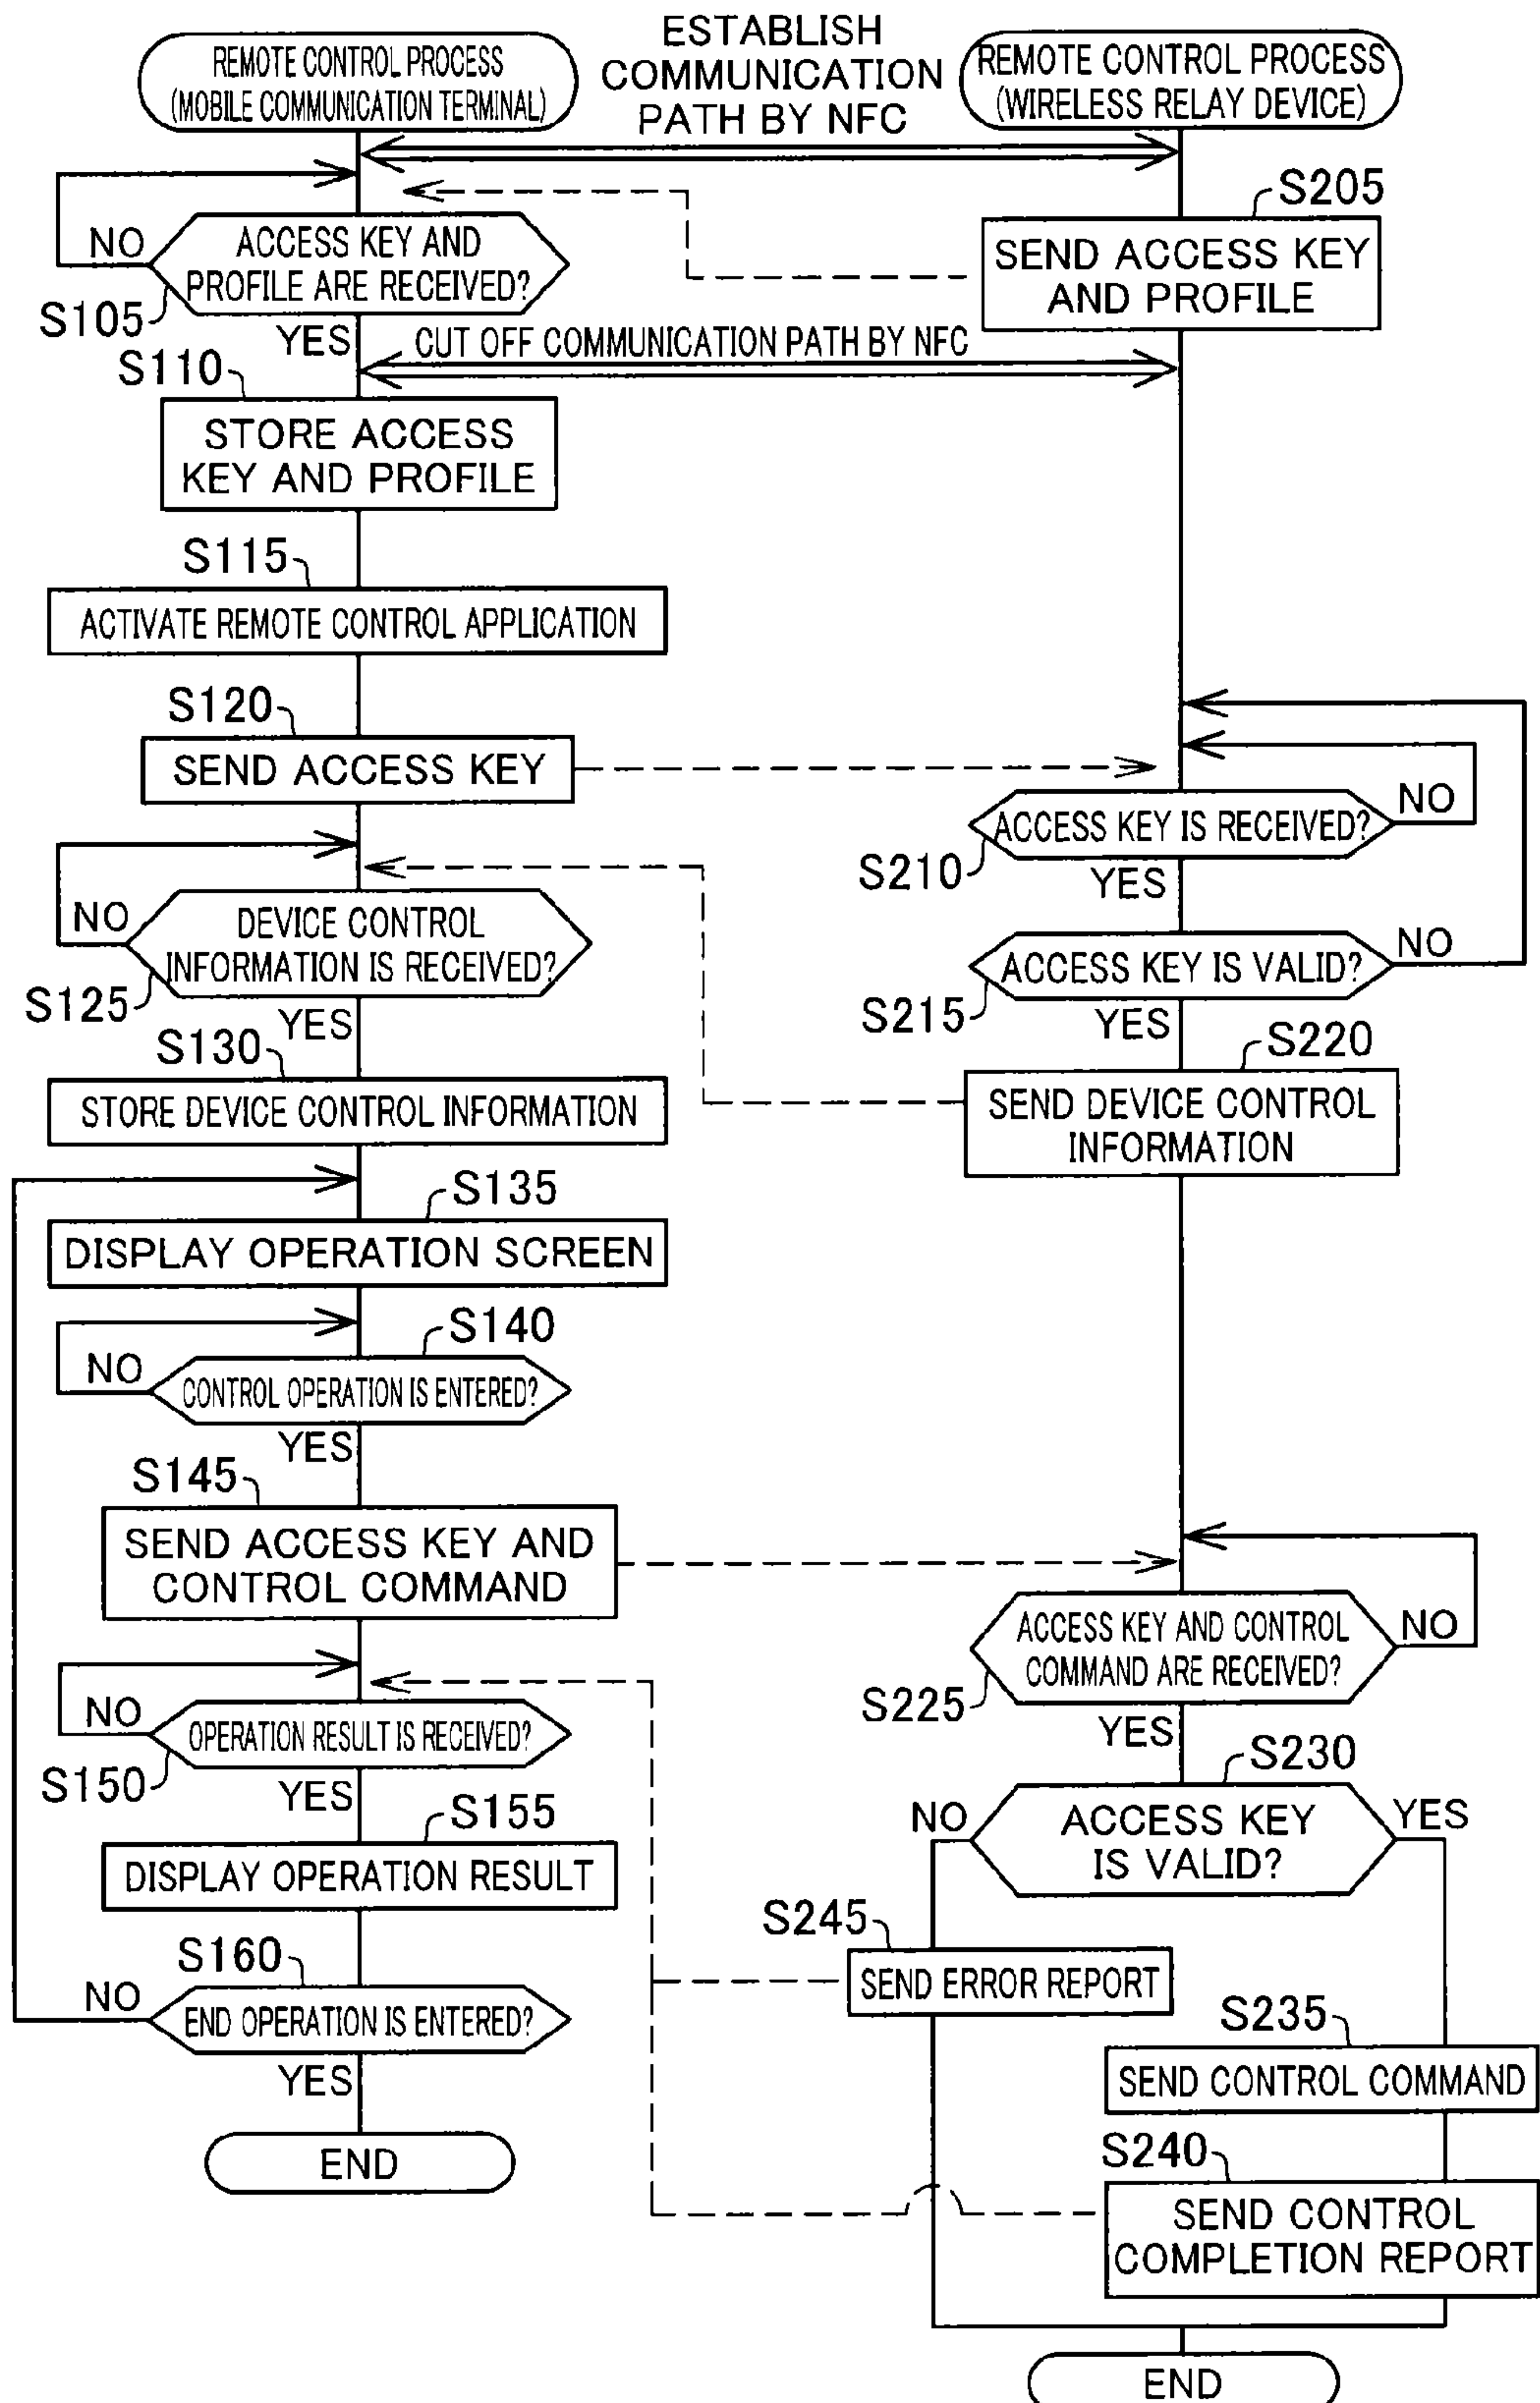 ESTABLISH
COMMUNICATION
PATH BY NFC
REMOTE CONTROL PROCESS
(MOBILE COMMUNICATION TERMINAL)
REMOTE CONTROL PROCESS
(WIRELESS RELAY DEVICE)
S205
SEND ACCESS KEY
AND PROFILE
NO
ACCESS KEY AND
PROFILE ARE RECEIVED?
S105
YES
CUT OFF COMMUNICATION PATH BY NFC
S110
STORE ACCESS
KEY AND PROFILE
S115
ACTIVATE REMOTE CONTROL APPLICATION
S120
SEND ACCESS KEY
ACCESS KEY IS RECEIVED?
NO
S210
YES
NO
DEVICE CONTROL
INFORMATION IS RECEIVED?
S125
YES
ACCESS KEY IS VALID?
NO
S215
YES
S220
SEND DEVICE CONTROL
INFORMATION
S130
STORE DEVICE CONTROL INFORMATION
S135
DISPLAY OPERATION SCREEN
S140
NO
CONTROL OPERATION IS ENTERED?
YES
S145
SEND ACCESS KEY AND
CONTROL COMMAND
ACCESS KEY AND CONTROL
COMMAND ARE RECEIVED?
NO
S225
YES
NO
OPERATION RESULT IS RECEIVED?
S150
YES
S230
NO
ACCESS KEY
IS VALID?
YES
S155
DISPLAY OPERATION RESULT
S245
SEND ERROR REPORT
S160
NO
END OPERATION IS ENTERED?
YES
END
S235
SEND CONTROL COMMAND
S240
SEND CONTROL
COMPLETION REPORT
END